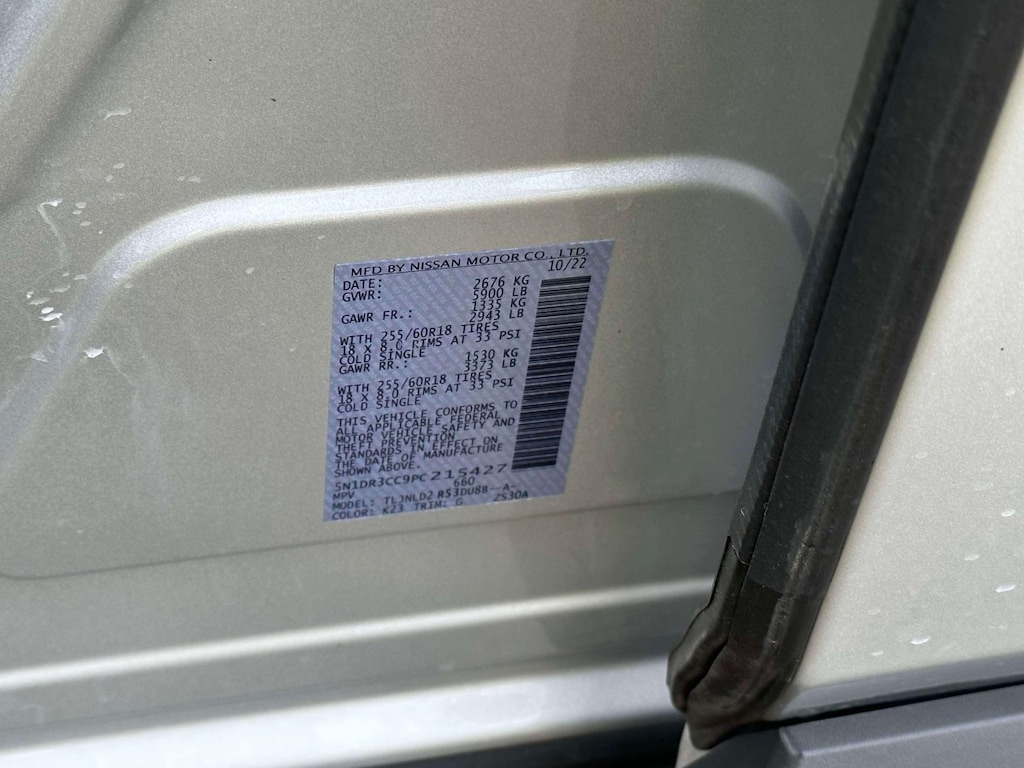 MFD BY NISSAN MOTOR CO., LTD.
DATE: 10/22
GVWR: 2676 KG
5900 LB
GAWR FR.: 1335 KG
2943 LB
WITH 255/60R18 TIRES
18 X 8.0 RIMS AT 33 PSI
COLD SINGLE
GAWR RR.: 1530 KG
3373 LB
WITH 255/60R18 TIRES
18 X 8.0 RIMS AT 33 PSI
COLD SINGLE
THIS VEHICLE CONFORMS TO
ALL APPLICABLE FEDERAL
MOTOR VEHICLE SAFETY AND
THEFT PREVENTION
STANDARDS IN EFFECT ON
THE DATE OF MANUFACTURE
SHOWN ABOVE.
5N1DR3CC9PC215427
MPV 660
MODEL: TLJNLD2 R53DU8B--A-
COLOR: K23 TRIM: G 2530A